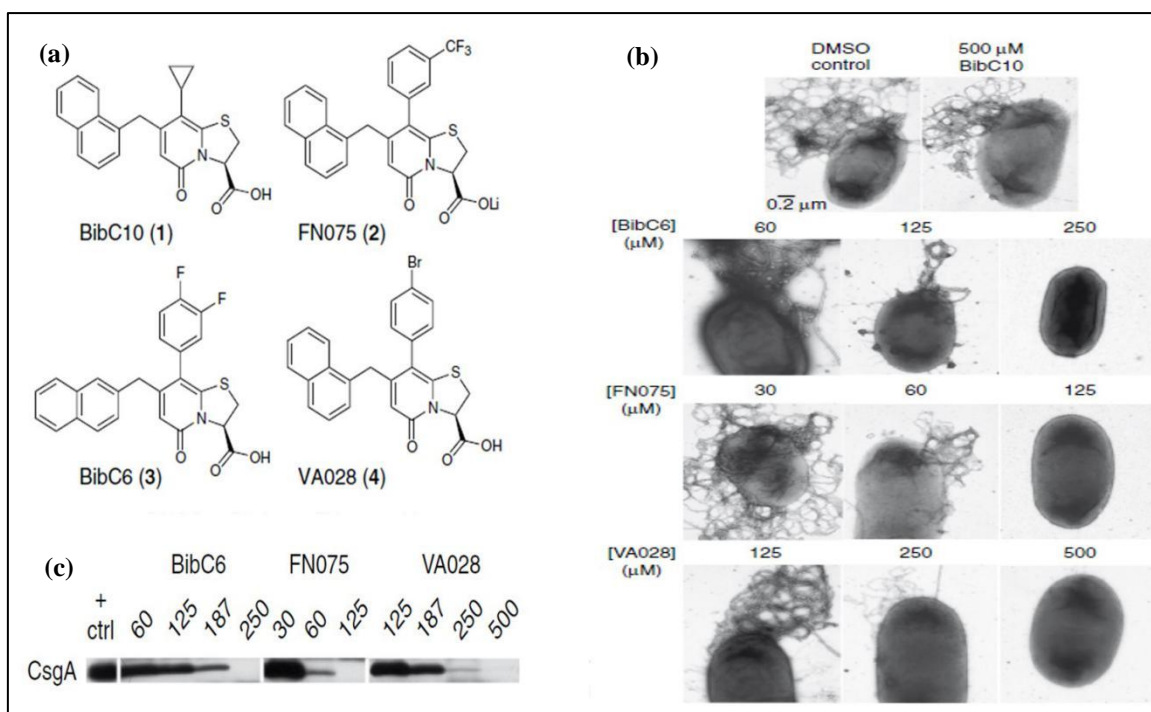 (a)
CF3
S
N
O
O
OH
BibC10 (1)
S
N
O
O
OLi
FN075 (2)
F
F
S
N
O
O
OH
BibC6 (3)
Br
S
N
O
O
OH
VA028 (4)
(b)
DMSO control
500 μM BibC10
0.2 μm
[BibC6] (μM)
60 125 250
[FN075] (μM)
30 60 125
[VA028] (μM)
125 250 500
(c)
BibC6 FN075 VA028
+ ctrl 60 125 187 250 30 60 125 125 187 250 500
CsgA